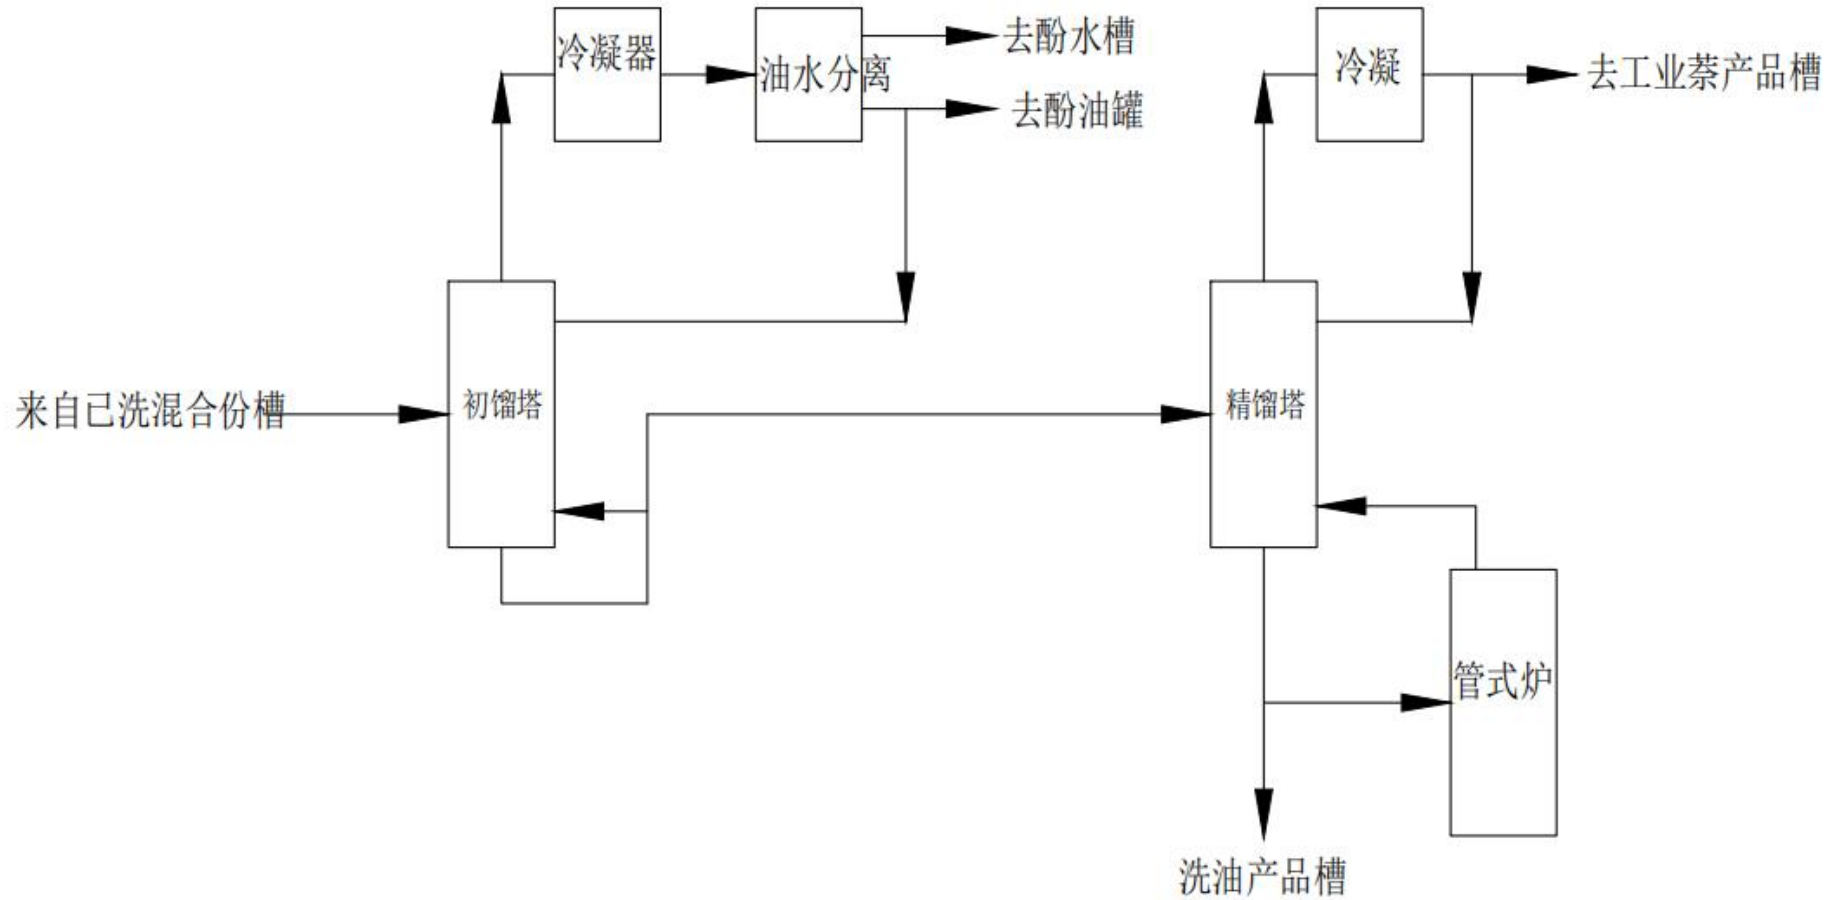 冷凝器
油水分离
去酚水槽
去酚油罐
冷凝
去工业萘产品槽
来自已洗混合份槽
初馏塔
精馏塔
管式炉
洗油产品槽